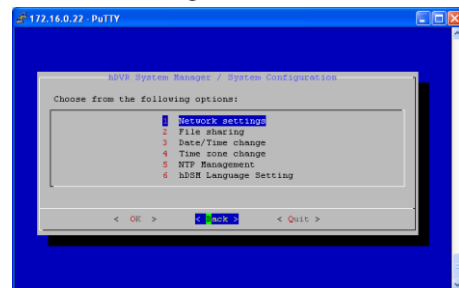 172.16.0.22 - PuTTY
hDVR System Manager / System Configuration
Choose from the following options:
1 Network settings
2 File sharing
3 Date/Time change
4 Time zone change
5 NTP Management
6 hDSM Language Setting
< OK > < Back > < Quit >